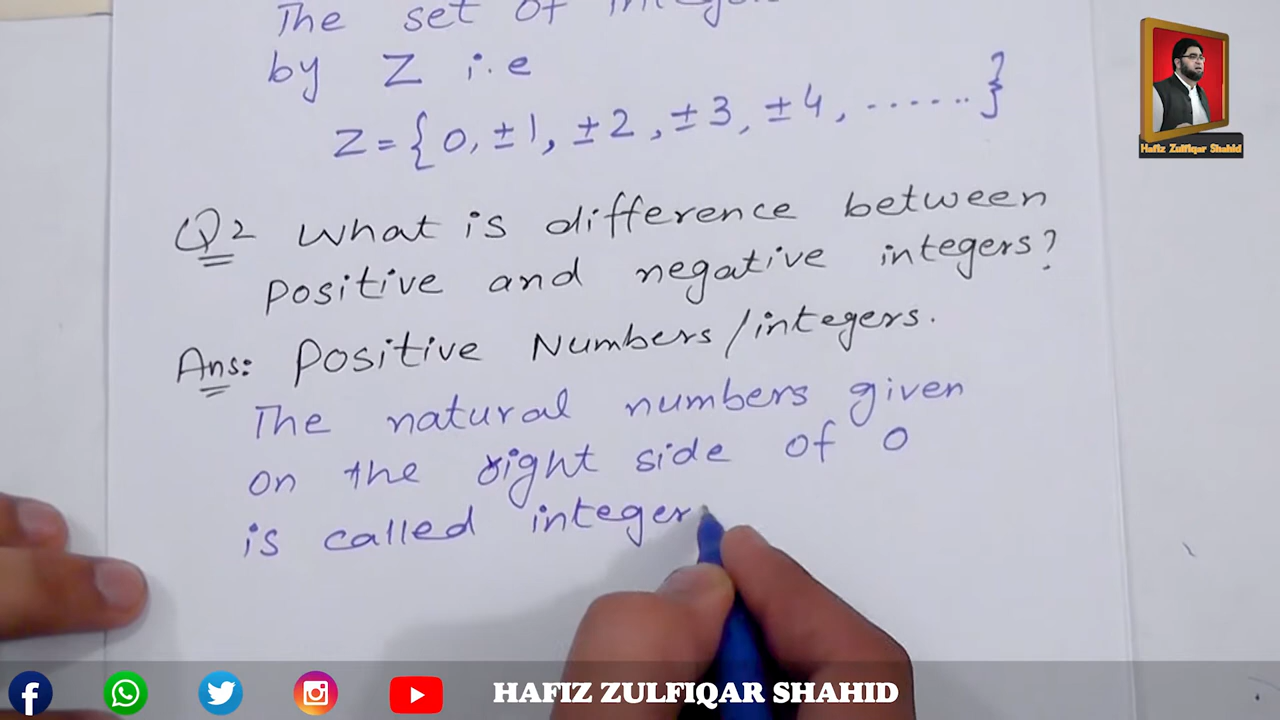 The set of integ
by Z i.e
Z = {0, ±1, ±2, ±3, ±4, ......}
Q2 What is difference between
positive and negative integers?
Ans: Positive Numbers/integers.
The natural numbers given
on the right side of 0
is called integer
Hafiz Zulfiqar Shahid
HAFIZ ZULFIQAR SHAHID